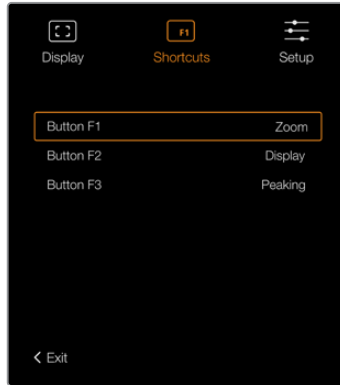 F1
Display Shortcuts Setup
Button F1 Zoom
Button F2 Display
Button F3 Peaking
Exit